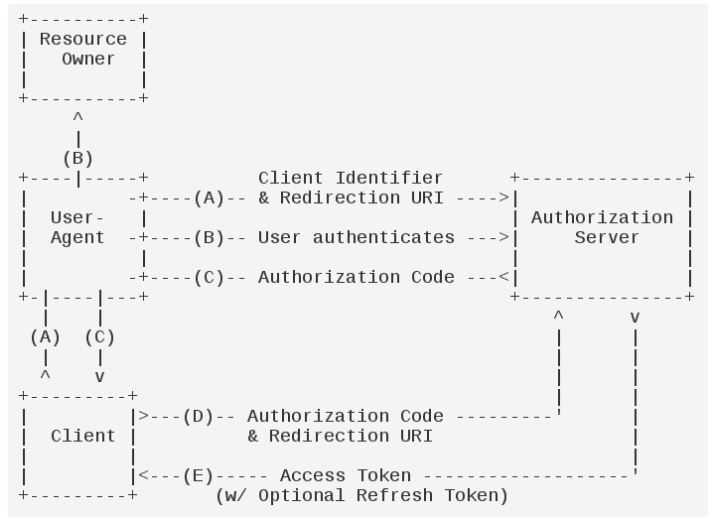 Resource
Owner
(B)
Client Identifier
(A) & Redirection URI
User-
Agent
(B) User authenticates
Authorization
Server
(C) Authorization Code
(A) (C)
(D) Authorization Code
Client
& Redirection URI
(E) Access Token
(w/ Optional Refresh Token)